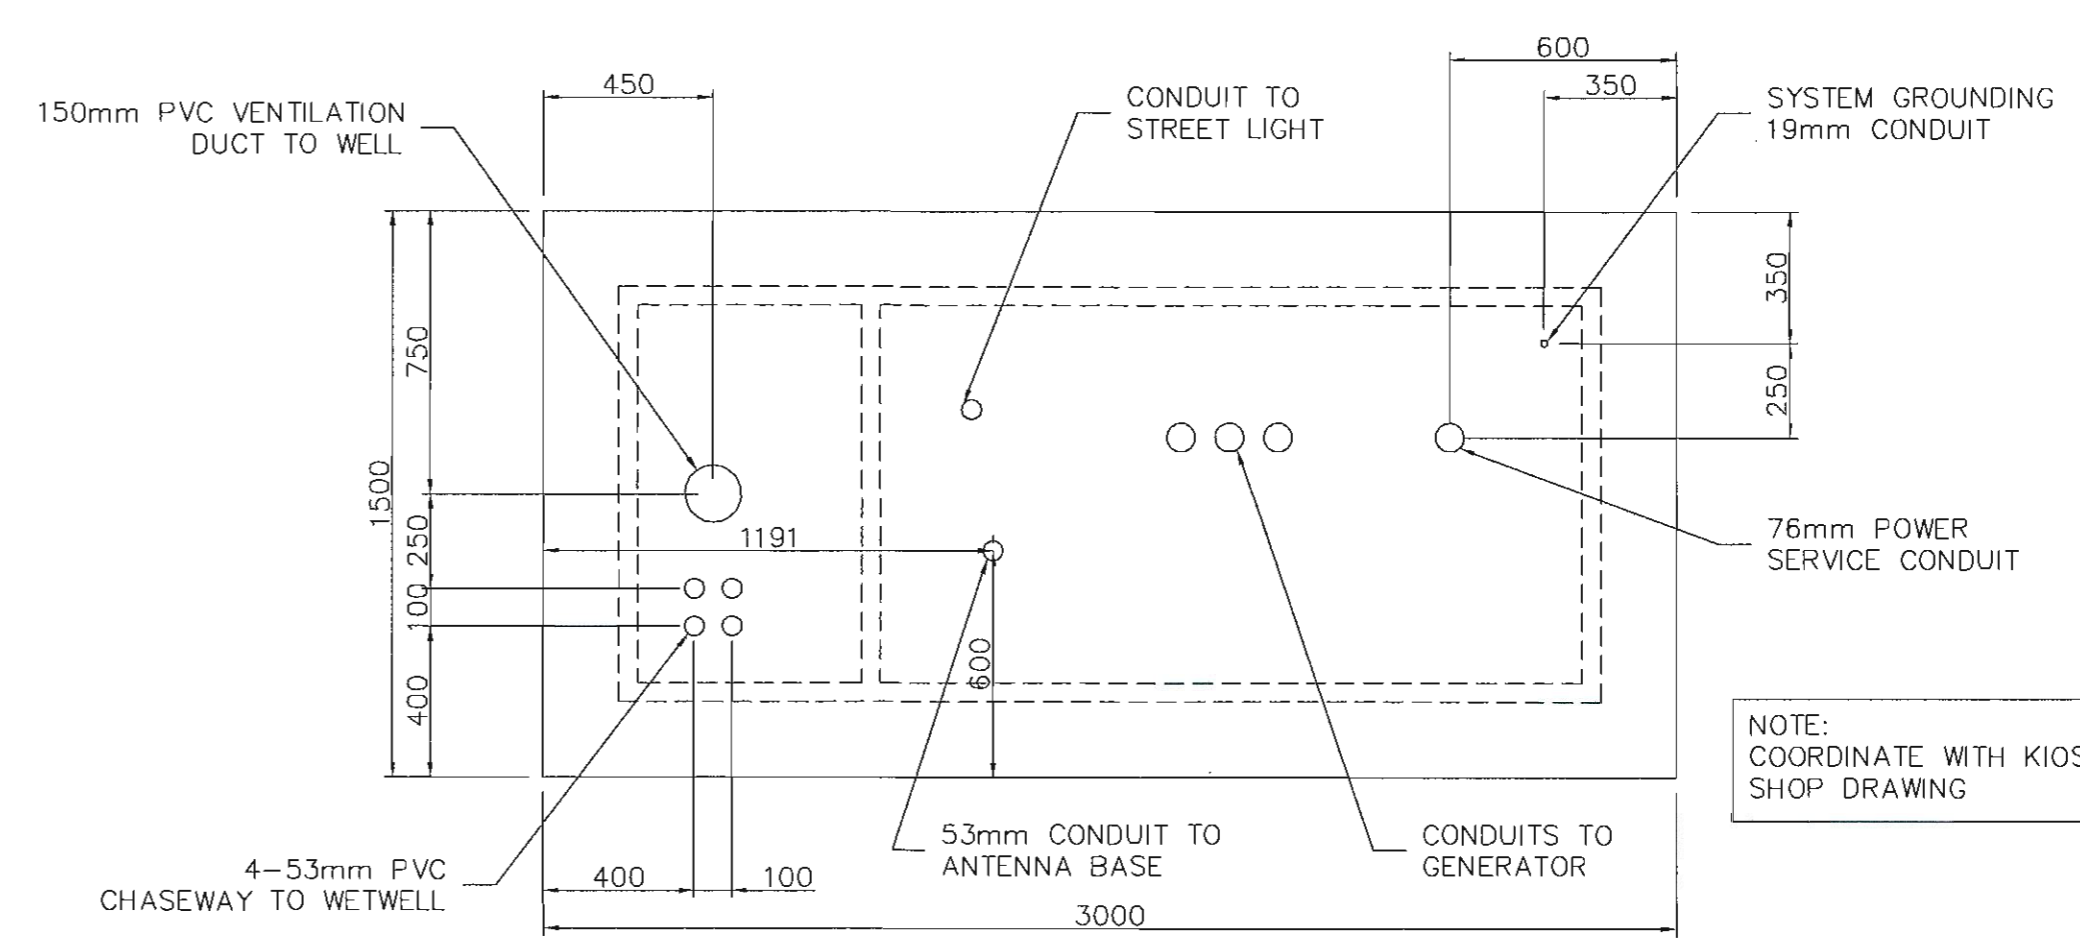 600
450
350
150mm PVC VENTILATION
DUCT TO WELL
CONDUIT TO
STREET LIGHT
SYSTEM GROUNDING
19mm CONDUIT
350
750
250
1500
250
1191
76mm POWER
SERVICE CONDUIT
100
600
400
NOTE:
COORDINATE WITH KIOS
SHOP DRAWING
53mm CONDUIT TO
ANTENNA BASE
CONDUITS TO
GENERATOR
4-53mm PVC
CHASEWAY TO WETWELL
400
100
3000